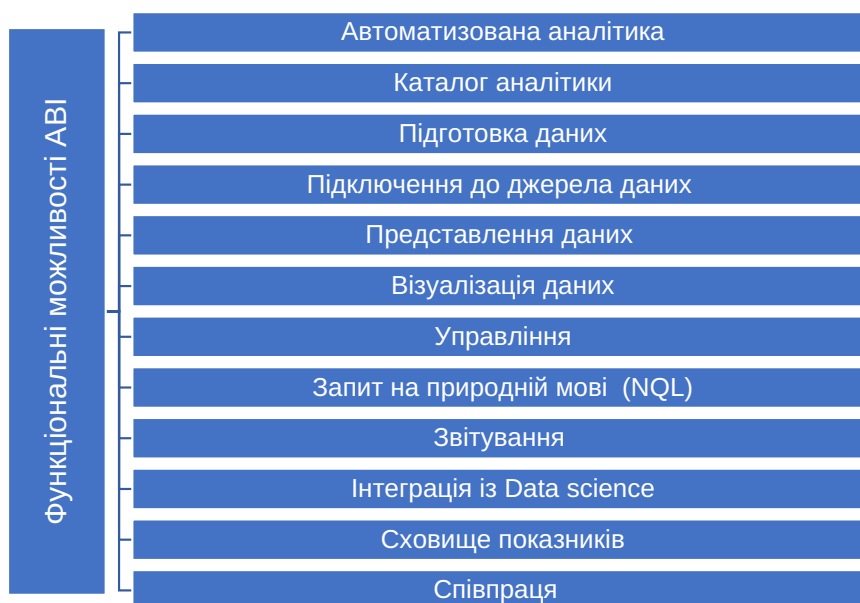 Функціональні можливості ABI
Автоматизована аналітика
Каталог аналітики
Підготовка даних
Підключення до джерела даних
Представлення даних
Візуалізація даних
Управління
Запит на природній мові  (NQL)
Звітування
Інтеграція із Data science
Сховище показників
Співпраця